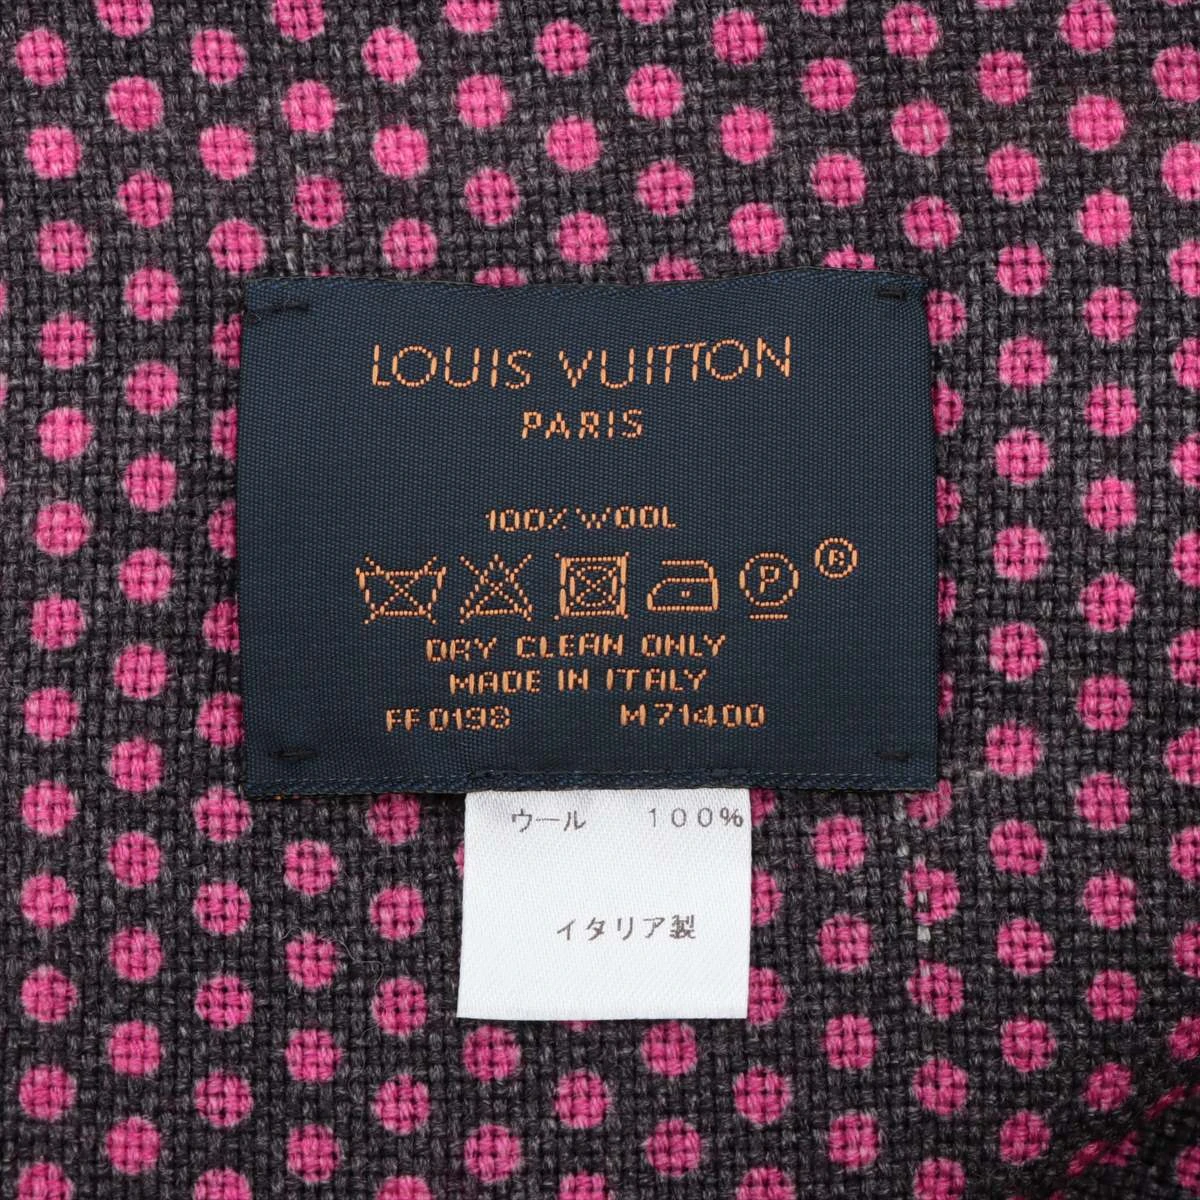 LOUIS VUITTON
PARIS
100% WOOL
P ®
DRY CLEAN ONLY
MADE IN ITALY
FF0198 M71400
ウール 100%
イタリア製